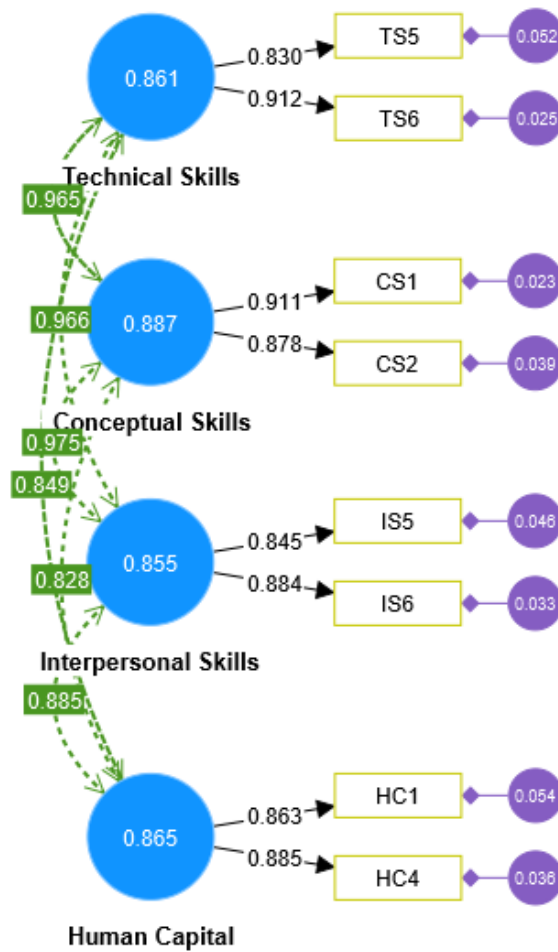 0.861
0.830
0.912
TS5
0.052
TS6
0.025
Technical Skills
0.965
0.887
0.911
0.878
CS1
0.023
CS2
0.039
0.966
Conceptual Skills
0.975
0.849
0.855
0.845
0.884
IS5
0.046
IS6
0.033
0.828
Interpersonal Skills
0.885
0.865
0.863
0.885
HC1
0.054
HC4
0.036
Human Capital